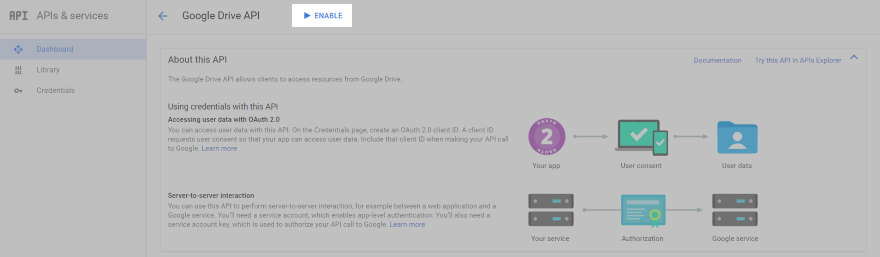 API APIs & services
Google Drive API
ENABLE
Dashboard
Library
Credentials
About this API
Documentation
Try this API in APIs Explorer
The Google Drive API allows clients to access resources from Google Drive.
Using credentials with this API
Accessing user data with OAuth 2.0
You can access user data with this API. On the Credentials page, create an OAuth 2.0 client ID. A client ID
requests user consent so that your app can access user data. Include that client ID when making your API call
to Google. Learn more
OAUTH
2
Your app
User consent
User data
Server-to-server interaction
You can use this API to perform server-to-server interaction, for example between a web application and a
Google service. You'll need a service account, which enables app-level authentication. You'll also need a
service account key, which is used to authorize your API call to Google. Learn more
Your service
Authorization
Google service